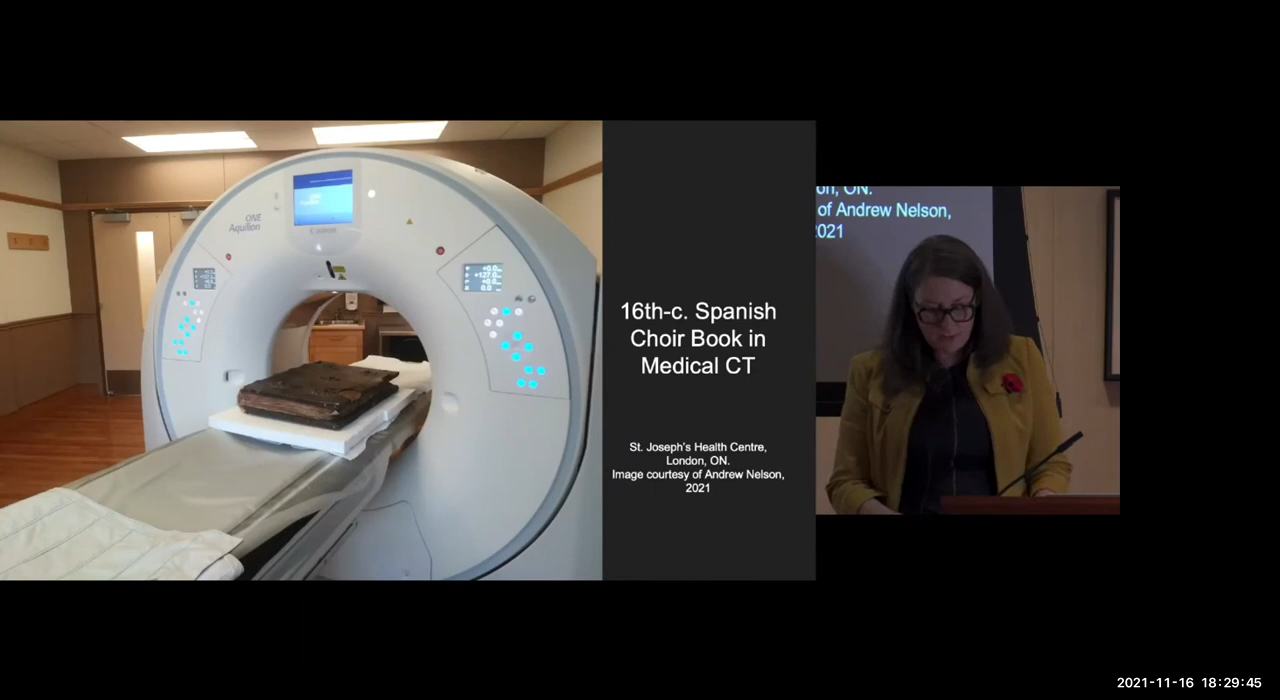 ONE
Aquilion
16th-c. Spanish
Choir Book in
Medical CT
St. Joseph's Health Centre,
London, ON.
Image courtesy of Andrew Nelson,
2021
on, ON.
of Andrew Nelson,
2021
2021-11-16 18:29:45